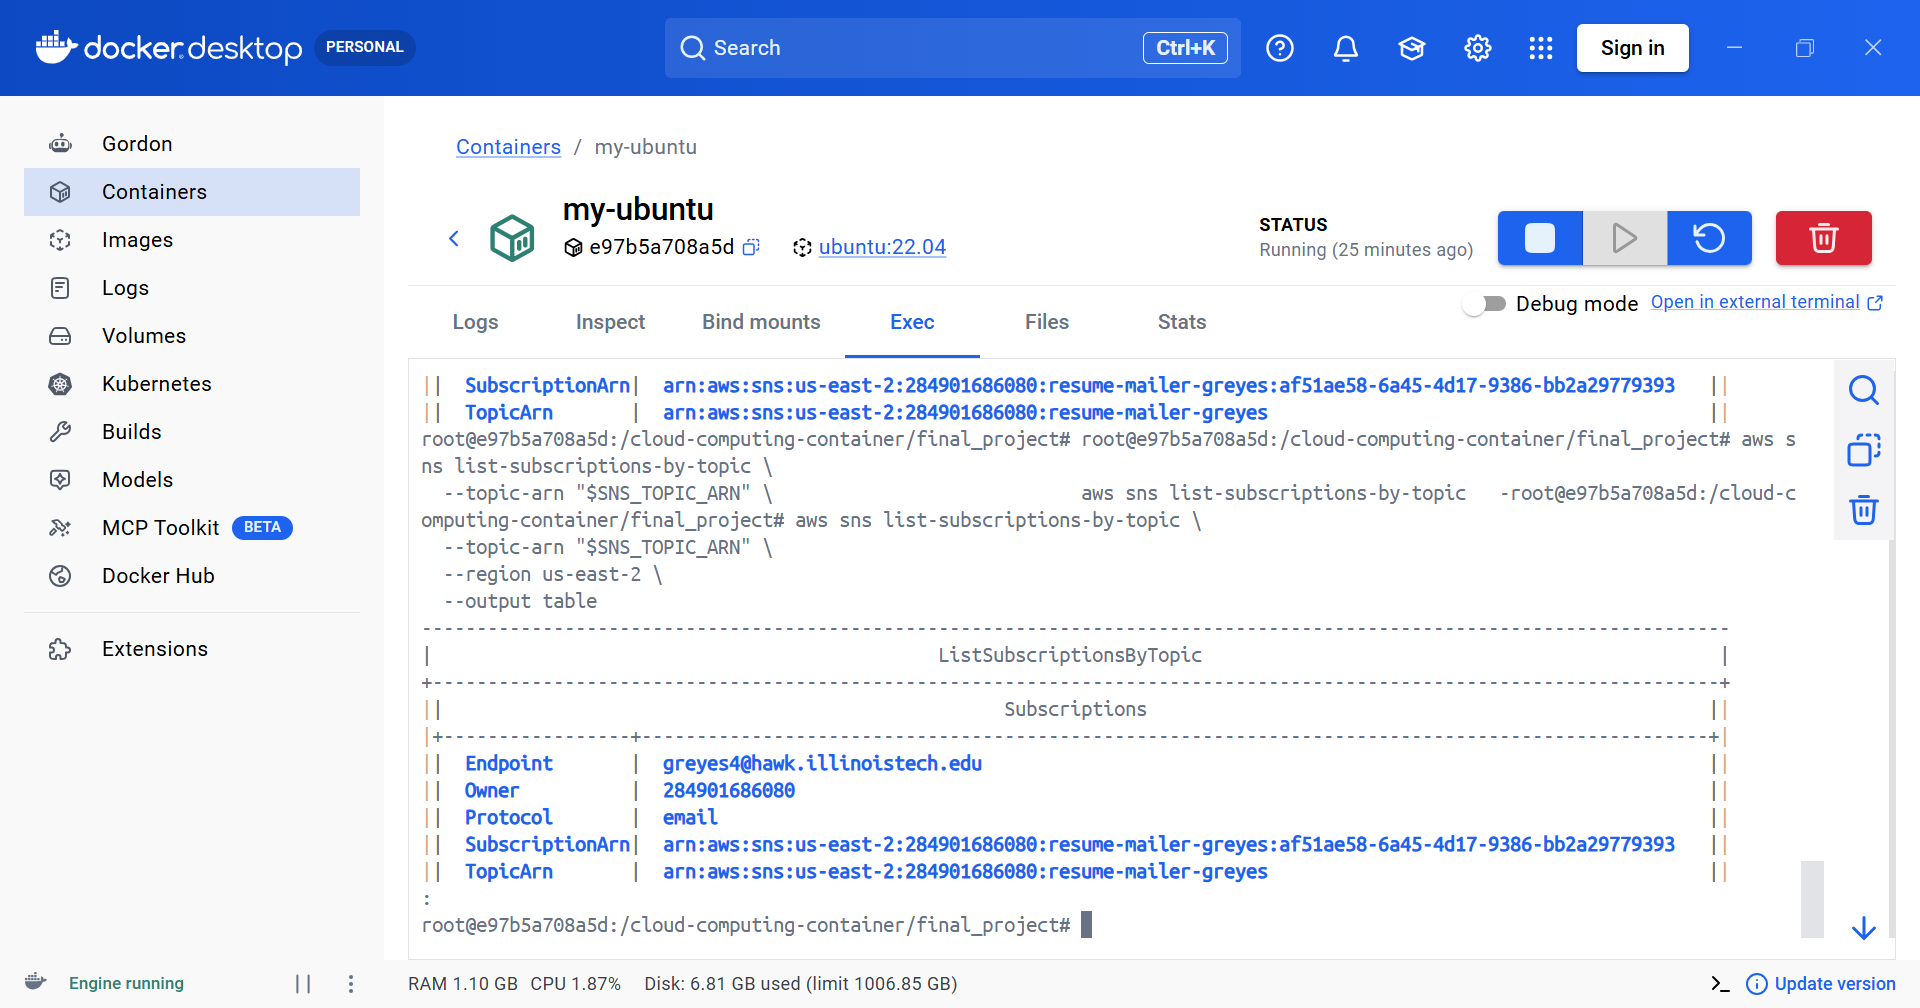 docker desktop PERSONAL
Search
Ctrl+K
Sign in
Gordon
Containers
Images
Logs
Volumes
Kubernetes
Builds
Models
MCP Toolkit BETA
Docker Hub
Extensions
Containers / my-ubuntu
my-ubuntu
e97b5a708a5d
ubuntu:22.04
STATUS
Running (25 minutes ago)
Logs
Inspect
Bind mounts
Exec
Files
Stats
Debug mode
Open in external terminal
|| SubscriptionArn| arn:aws:sns:us-east-2:284901686080:resume-mailer-greyes:af51ae58-6a45-4d17-9386-bb2a29779393 ||
|| TopicArn | arn:aws:sns:us-east-2:284901686080:resume-mailer-greyes ||
root@e97b5a708a5d:/cloud-computing-container/final_project# root@e97b5a708a5d:/cloud-computing-container/final_project# aws s
ns list-subscriptions-by-topic \
--topic-arn "$SNS_TOPIC_ARN" \ aws sns list-subscriptions-by-topic -root@e97b5a708a5d:/cloud-c
omputing-container/final_project# aws sns list-subscriptions-by-topic \
--topic-arn "$SNS_TOPIC_ARN" \
--region us-east-2 \
--output table
-----------------------------------------------------------------------------------------------------------------------
| ListSubscriptionsByTopic |
+---------------------------------------------------------------------------------------------------------------------+
|| Subscriptions ||
|+-----------------+-------------------------------------------------------------------------------------------------+|
|| Endpoint | greyes4@hawk.illinoistech.edu ||
|| Owner | 284901686080 ||
|| Protocol | email ||
|| SubscriptionArn| arn:aws:sns:us-east-2:284901686080:resume-mailer-greyes:af51ae58-6a45-4d17-9386-bb2a29779393 ||
|| TopicArn | arn:aws:sns:us-east-2:284901686080:resume-mailer-greyes ||
:
root@e97b5a708a5d:/cloud-computing-container/final_project#
Engine running
RAM 1.10 GB CPU 1.87% Disk: 6.81 GB used (limit 1006.85 GB)
Update version